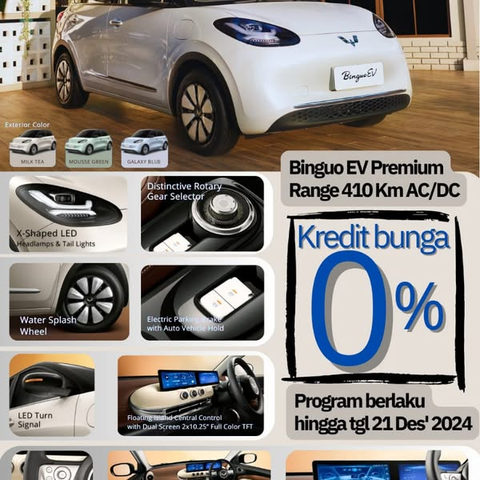 BinguoEV
Exterior Color
MILK TEA
MOUSSE GREEN
GALAXY BLUE
Binguo EV Premium
Range 410 Km AC/DC
X-Shaped LED
Headlamps & Tail Lights
Distinctive Rotary
Gear Selector
Kredit bunga
0%
Water Splash
Wheel
Electric Parking Brake
with Auto Vehicle Hold
LED Turn
Signal
Floating Island Central Control
with Dual Screen 2x10.25" Full Color TFT
Program berlaku
hingga tgl 21 Des' 2024